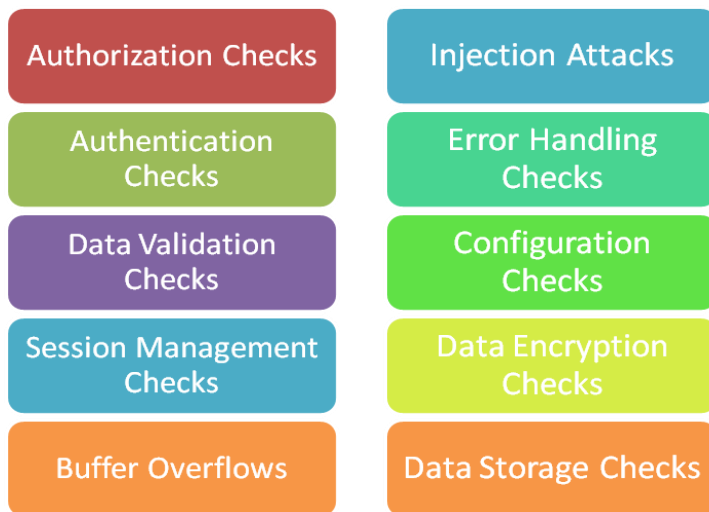 Authorization Checks
Authentication
Checks
Data Validation
Checks
Session Management
Checks
Buffer Overflows
Injection Attacks
Error Handling
Checks
Configuration
Checks
Data Encryption
Checks
Data Storage Checks